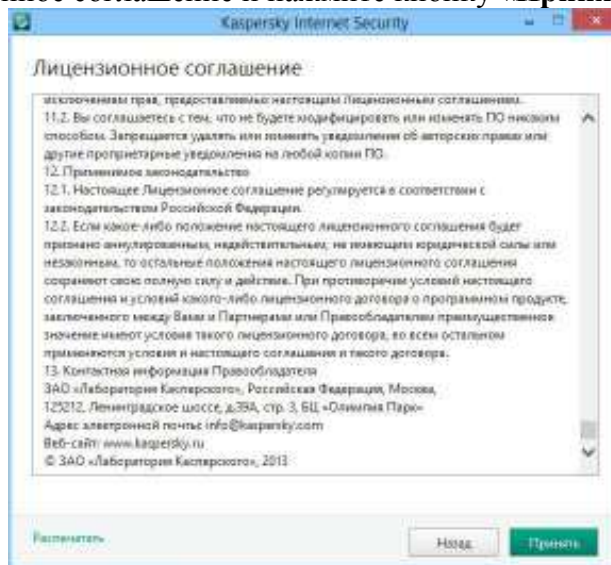 нное соглашение и нажмите кнопку
Kaspersky Internet Security
Лицензионное соглашение
исключением прав, предоставляемых настоящим Лицензионным соглашением.
11.2. Вы соглашаетесь с тем, что не будете модифицировать или изменять ПО никаким
способом. Запрещается удалять или изменять уведомления об авторских правах или
другие проприетарные уведомления на любой копии ПО.
12. Применимое законодательство
12.1. Настоящее Лицензионное соглашение регулируется в соответствии с
законодательством Российской Федерации.
12.2. Если какое-либо положение настоящего лицензионного соглашения будет
признано аннулированным, недействительным, не имеющим юридической силы или
незаконным, то остальные положения настоящего лицензионного соглашения
сохраняют свою полную силу и действие. При противоречии условий настоящего
соглашения и условий какого-либо лицензионного договора о программном продукте,
заключенного между Вами и Партнерами или Правообладателем преимущественное
значение имеют условия такого лицензионного договора, во всем остальном
применяются условия и настоящего соглашения и такого договора.
13. Контактная информация Правообладателя
ЗАО «Лаборатория Касперского», Российская Федерация, Москва,
125212, Ленинградское шоссе, д.39А, стр. 3, БЦ «Олимпия Парк»
Адрес электронной почты: info@kaspersky.com
Веб-сайт: www.kaspersky.ru
© ЗАО «Лаборатория Касперского», 2013
Распечатать
Назад
Принять